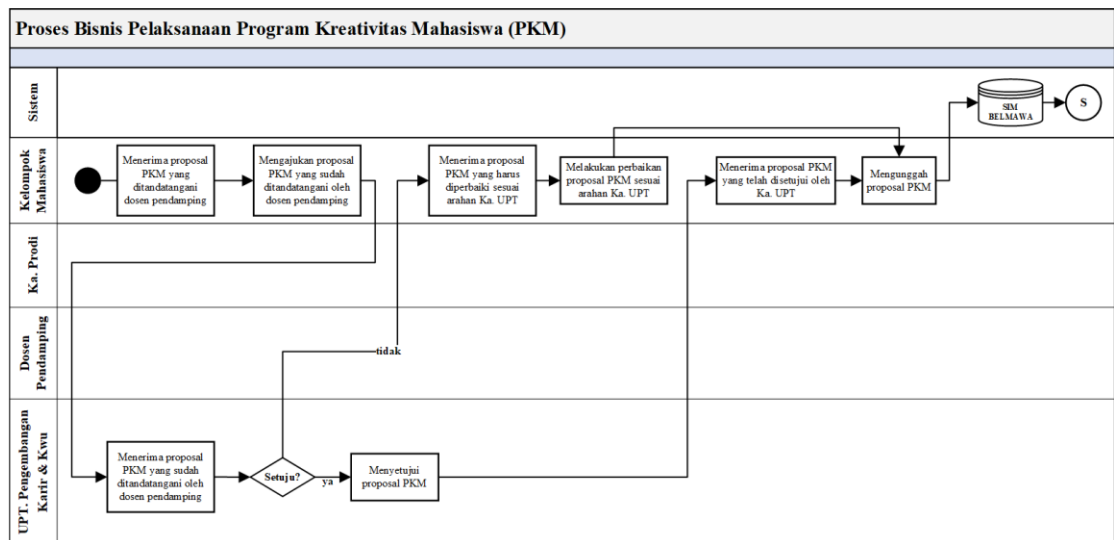 Proses Bisnis Pelaksanaan Program Kreativitas Mahasiswa (PKM)
Sistem
SIM
BELMAWA
S
Kelompok
Mahasiswa
Menerima proposal
PKM yang
ditandatangani
dosen pendamping
Mengajukan proposal
PKM yang sudah
ditandatangani oleh
dosen pendamping
Menerima proposal
PKM yang harus
diperbaiki sesuai
arahan Ka. UPT
Melakukan perbaikan
proposal PKM sesuai
arahan Ka. UPT
Menerima proposal PKM
yang telah disetujui oleh
Ka. UPT
Mengunggah
proposal PKM
Ka. Prodi
Dosen
Pendamping
tidak
UPT. Pengembangan
Karir & Kwu
Menerima proposal
PKM yang sudah
ditandatangani oleh
dosen pendamping
Setuju?
ya
Menyetujui
proposal PKM